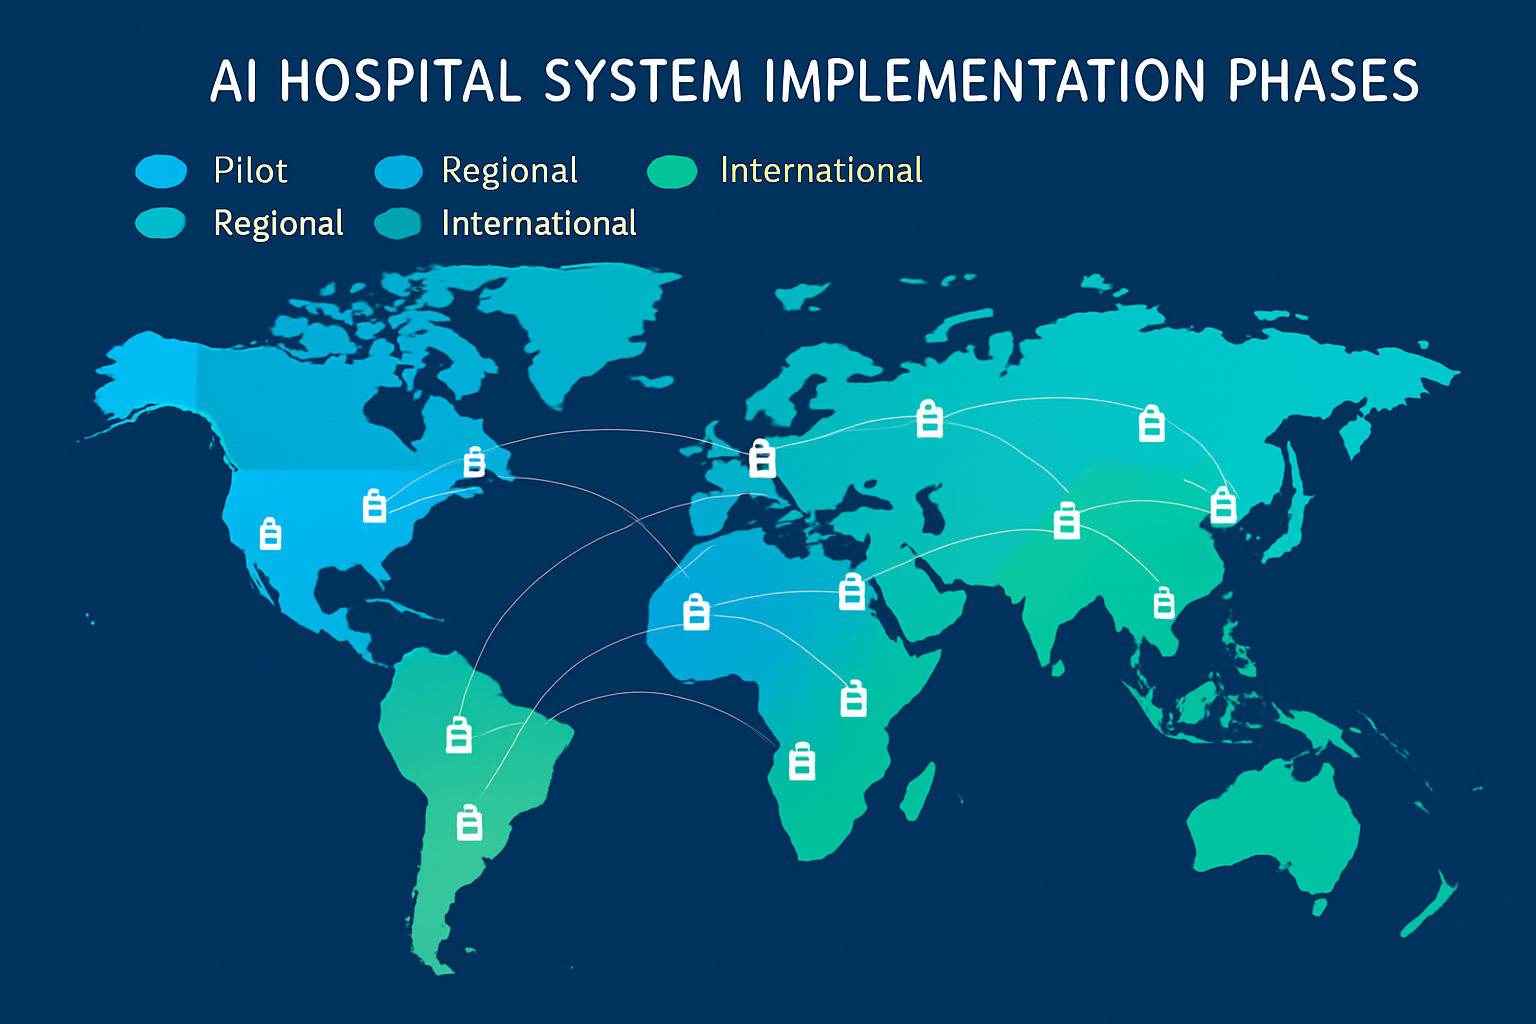 AI HOSPITAL SYSTEM IMPLEMENTATION PHASES
Pilot Regional International
Regional International